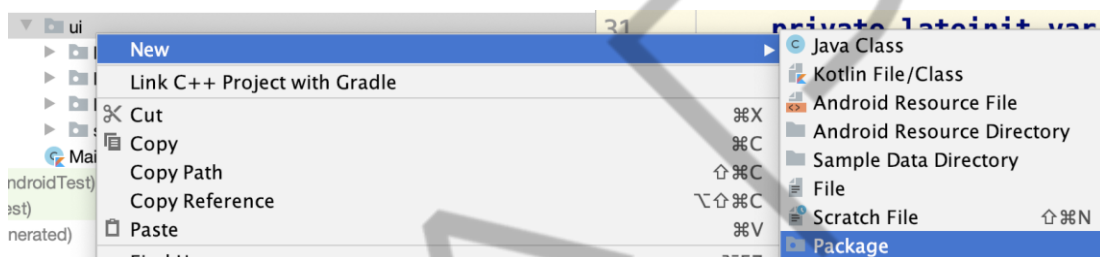 ui
31
private lateinit var
New
Link C++ Project with Gradle
Cut ⌘X
Copy ⌘C
Copy Path ⇧⌘C
Copy Reference ⌥⇧⌘C
Paste ⌘V
Java Class
Kotlin File/Class
Android Resource File
Android Resource Directory
Sample Data Directory
File
Scratch File ⇧⌘N
Package
Mai
ndroidTest)
est)
nerated)